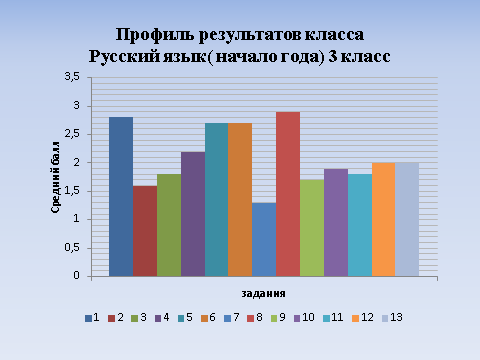 Профиль результатов класса
Русский язык( начало года) 3 класс
3,5
3
2,5
2
1,5
1
0,5
0
Средний балл
задания
1 2 3 4 5 6 7 8 9 10 11 12 13